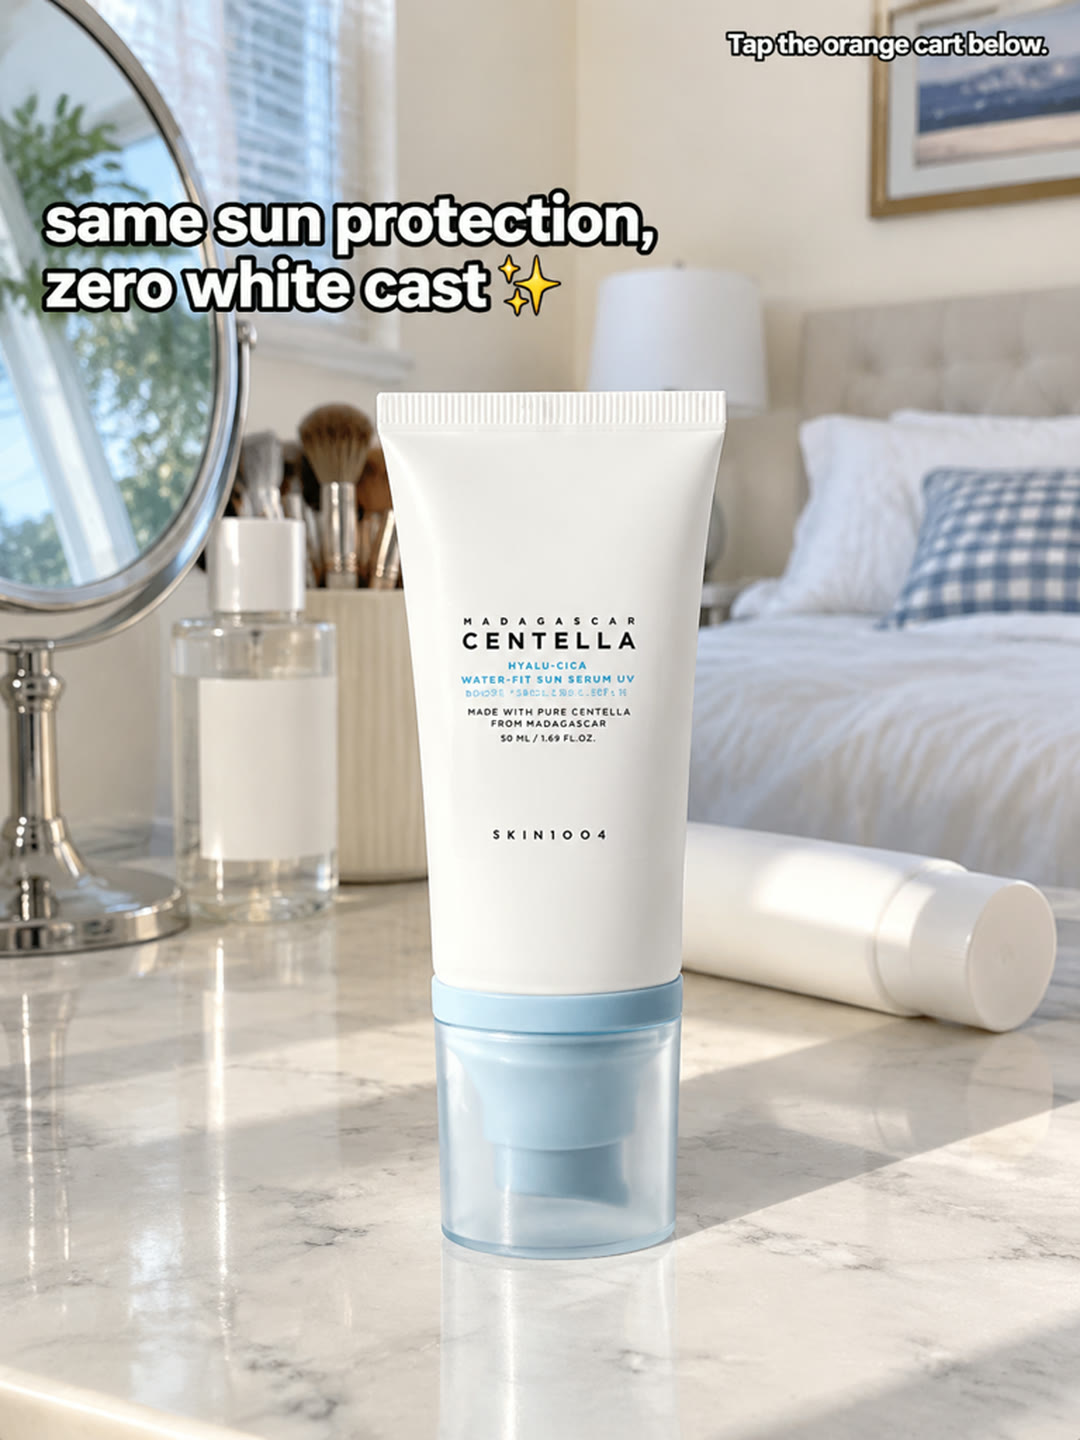 Tap the orange cart below.
same sun protection,
zero white cast ✨
MADAGASCAR
CENTELLA
HYALU-CICA
WATER-FIT SUN SERUM UV
MADE WITH PURE CENTELLA
FROM MADAGASCAR
50 ML / 1.69 FL.OZ.
SKIN1004